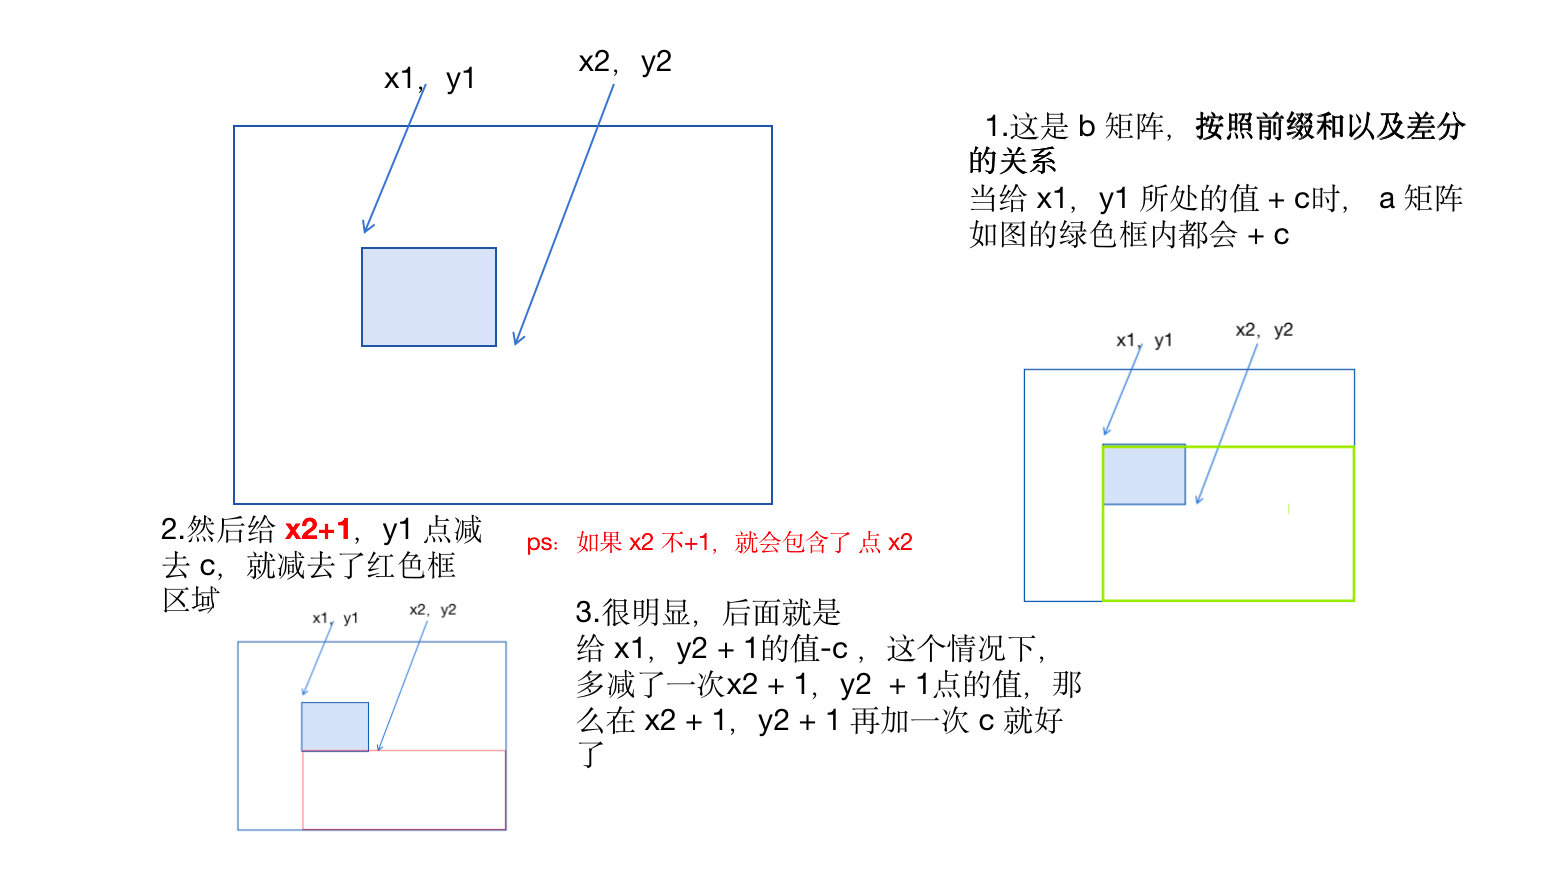 x1，y1
x2，y2
1.这是 b 矩阵，按照前缀和以及差分
的关系
当给 x1，y1 所处的值 + c时， a 矩阵
如图的绿色框内都会 + c
x1，y1
x2，y2
2.然后给 x2+1，y1 点减
去 c，就减去了红色框
区域
ps： 如果 x2 不+1，就会包含了 点 x2
x1，y1
x2，y2
3.很明显，后面就是
给 x1，y2 + 1的值-c ，这个情况下，
多减了一次x2 + 1，y2 + 1点的值，那
么在 x2 + 1，y2 + 1 再加一次 c 就好
了